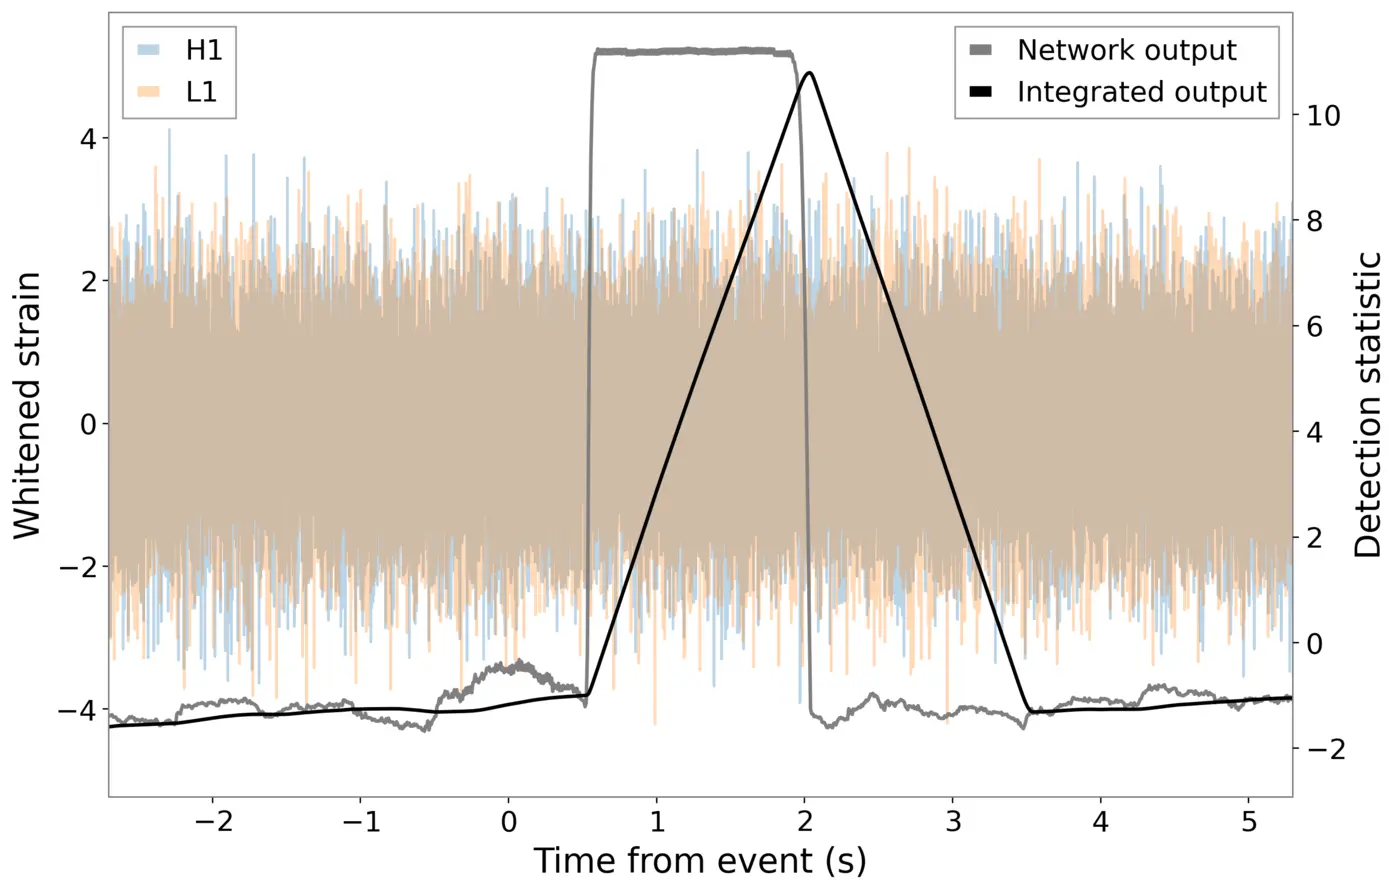 H1
L1
Network output
Integrated output
Whitened strain
4
2
0
−2
−4
10
8
6
4
2
0
−2
Detection statistic
−2
−1
0
1
2
3
4
5
Time from event (s)